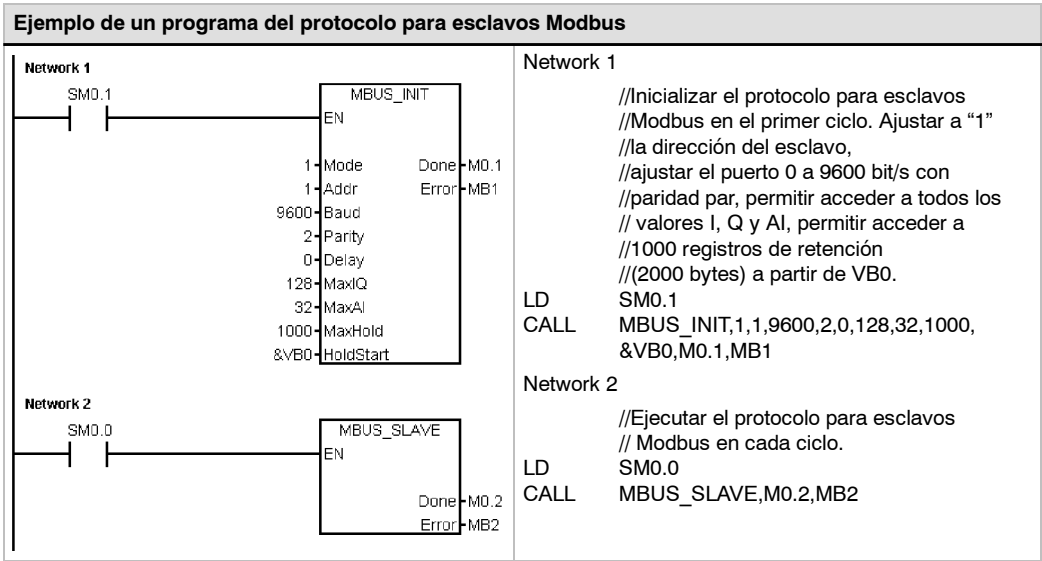 Ejemplo de un programa del protocolo para esclavos Modbus
Network 1
SM0.1
MBUS_INIT
EN
1 Mode Done M0.1
1 Addr Error MB1
9600 Baud
2 Parity
0 Delay
128 MaxIQ
32 MaxAI
1000 MaxHold
&VB0 HoldStart
Network 2
SM0.0
MBUS_SLAVE
EN
Done M0.2
Error MB2
Network 1
//Inicializar el protocolo para esclavos
//Modbus en el primer ciclo. Ajustar a “1”
//la dirección del esclavo,
//ajustar el puerto 0 a 9600 bit/s con
//paridad par, permitir acceder a todos los
// valores I, Q y AI, permitir acceder a
//1000 registros de retención
//(2000 bytes) a partir de VB0.
LD SM0.1
CALL MBUS_INIT,1,1,9600,2,0,128,32,1000,
&VB0,M0.1,MB1
Network 2
//Ejecutar el protocolo para esclavos
// Modbus en cada ciclo.
LD SM0.0
CALL MBUS_SLAVE,M0.2,MB2